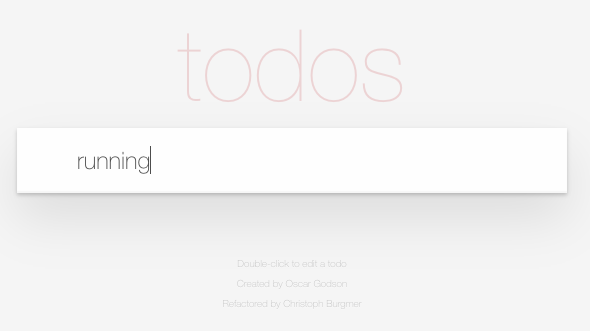 todos
running
Double-click to edit a todo
Created by Oscar Godson
Refactored by Christoph Burgmer